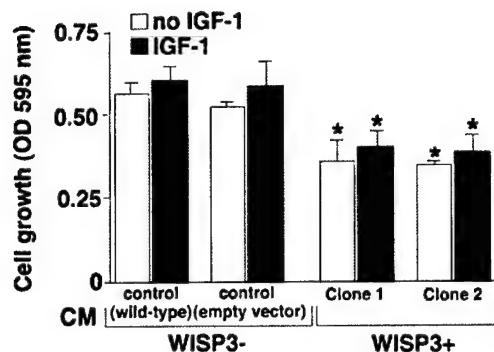 no IGF-1
IGF-1
Cell growth (OD 595 nm)
0.75
0.50
0.25
0
* * * *
control control Clone 1 Clone 2
CM (wild-type) (empty vector)
WISP3- WISP3+